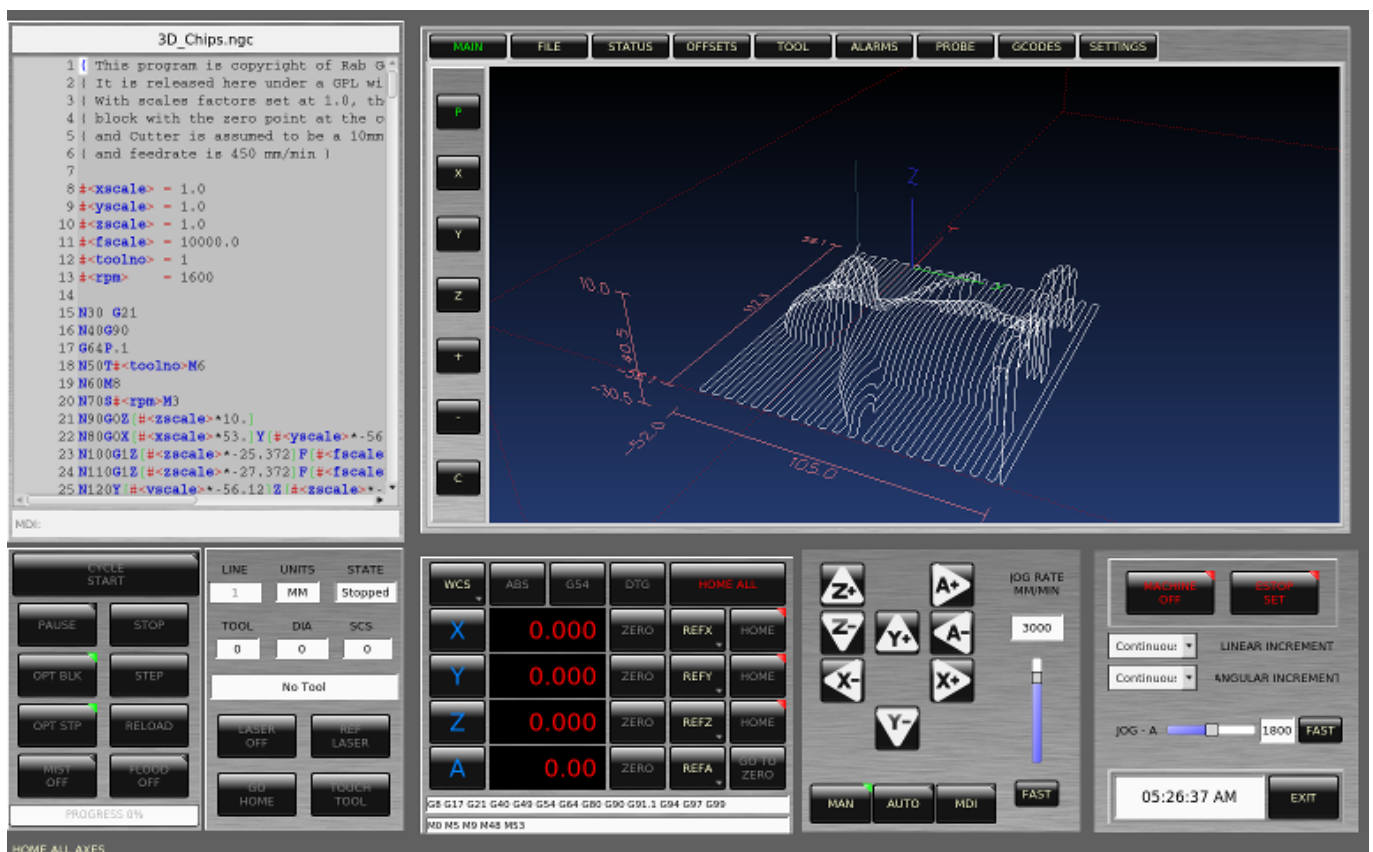 3D_Chips.ngc
1 ( This program is copyright of Rab G
2 ( It is released here under a GPL wi
3 ( With scales factors set at 1.0, th
4 ( block with the zero point at the c
5 ( and Cutter is assumed to be a 10mm
6 ( and feedrate is 450 mm/min )
7
8 #<xscale> = 1.0
9 #<yscale> = 1.0
10 #<zscale> = 1.0
11 #<fscale> = 10000.0
12 #<toolno> = 1
13 #<rpm> = 1600
14
15 N30 G21
16 N40G90
17 G64P.1
18 N50T#<toolno>M6
19 N60M8
20 N70S#<rpm>M3
21 N90G0Z[#<zscale>*10.]
22 N80G0X[#<xscale>*53.]Y[#<yscale>*-56
23 N100G1Z[#<zscale>*-25.372]F[#<fscale
24 N110G1Z[#<zscale>*-27.372]F[#<fscale
25 N120Y[#<yscale>*-56.12]Z[#<zscale>*-
MDI:
MAIN FILE STATUS OFFSETS TOOL ALARMS PROBE GCODES SETTINGS
P
X
Y
Z
+
-
C
Z
10.0
40.5
-30.5
-52.0
105.0
CYCLE
START
PAUSE STOP
OPT BLK STEP
OPT STP RELOAD
MIST
OFF
FLOOD
OFF
PROGRESS 0%
LINE UNITS STATE
1 MM Stopped
TOOL DIA SCS
0 0 0
No Tool
LASER
OFF
REF
LASER
GO
HOME
TOUCH
TOOL
WCS ABS G54 DTG HOME ALL
X 0.000 ZERO REFX HOME
Y 0.000 ZERO REFY HOME
Z 0.000 ZERO REFZ HOME
A 0.00 ZERO REFA GO TO
ZERO
G8 G17 G21 G40 G49 G54 G64 G80 G90 G91.1 G94 G97 G99
M0 M5 M9 M48 M53
Z+ A+
Z- Y+ A-
X- X+
Y-
JOG RATE
MM/MIN
3000
FAST
MAN AUTO MDI
MACHINE
OFF
ESTOP
SET
Continuou: LINEAR INCREMENT
Continuou: ANGULAR INCREMENT
JOG - A 1800 FAST
05:26:37 AM EXIT
HOME ALL AXES